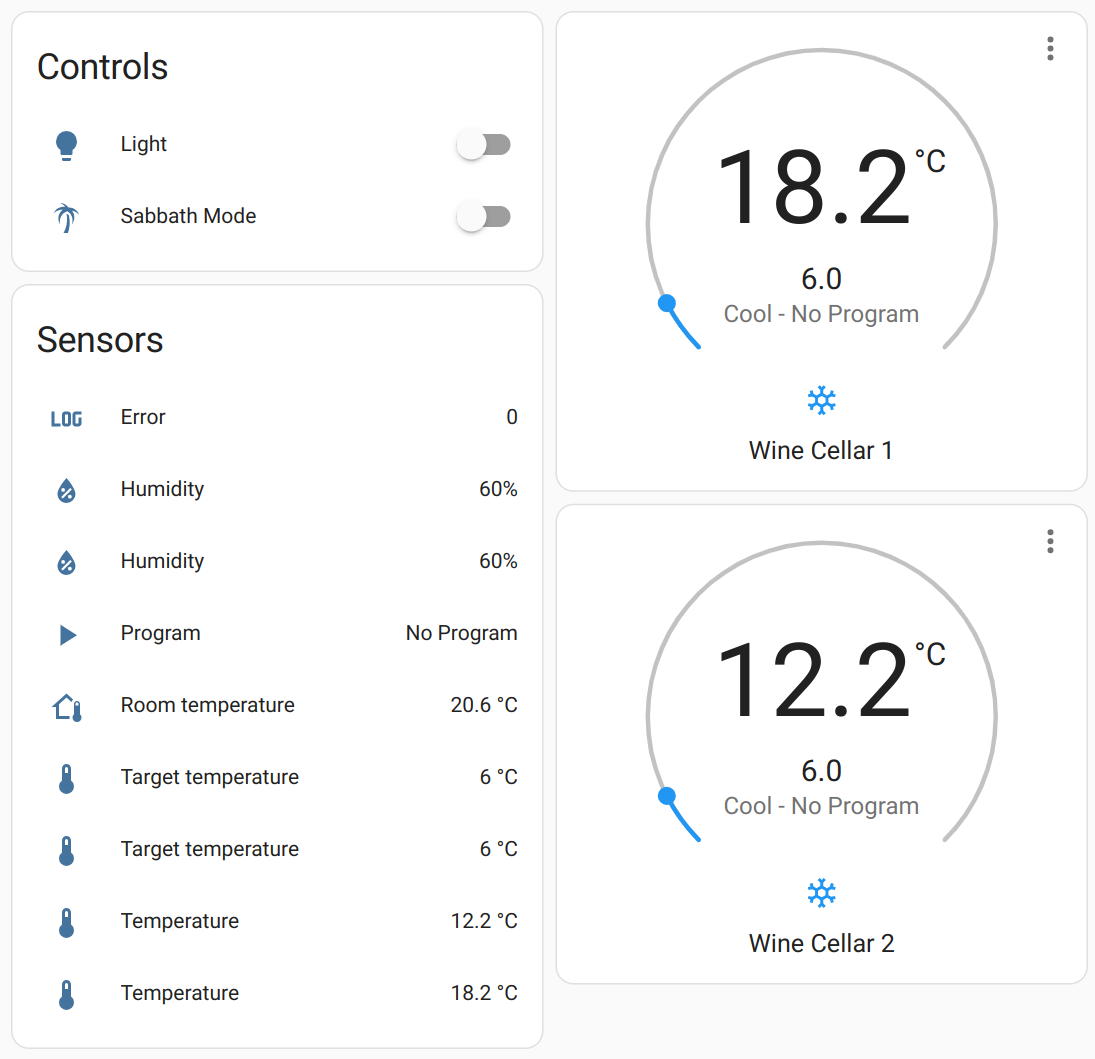 Controls
Light
Sabbath Mode
Sensors
LOG Error 0
Humidity 60%
Humidity 60%
Program No Program
Room temperature 20.6 °C
Target temperature 6 °C
Target temperature 6 °C
Temperature 12.2 °C
Temperature 18.2 °C
18.2 °C
6.0
Cool - No Program
Wine Cellar 1
12.2 °C
6.0
Cool - No Program
Wine Cellar 2